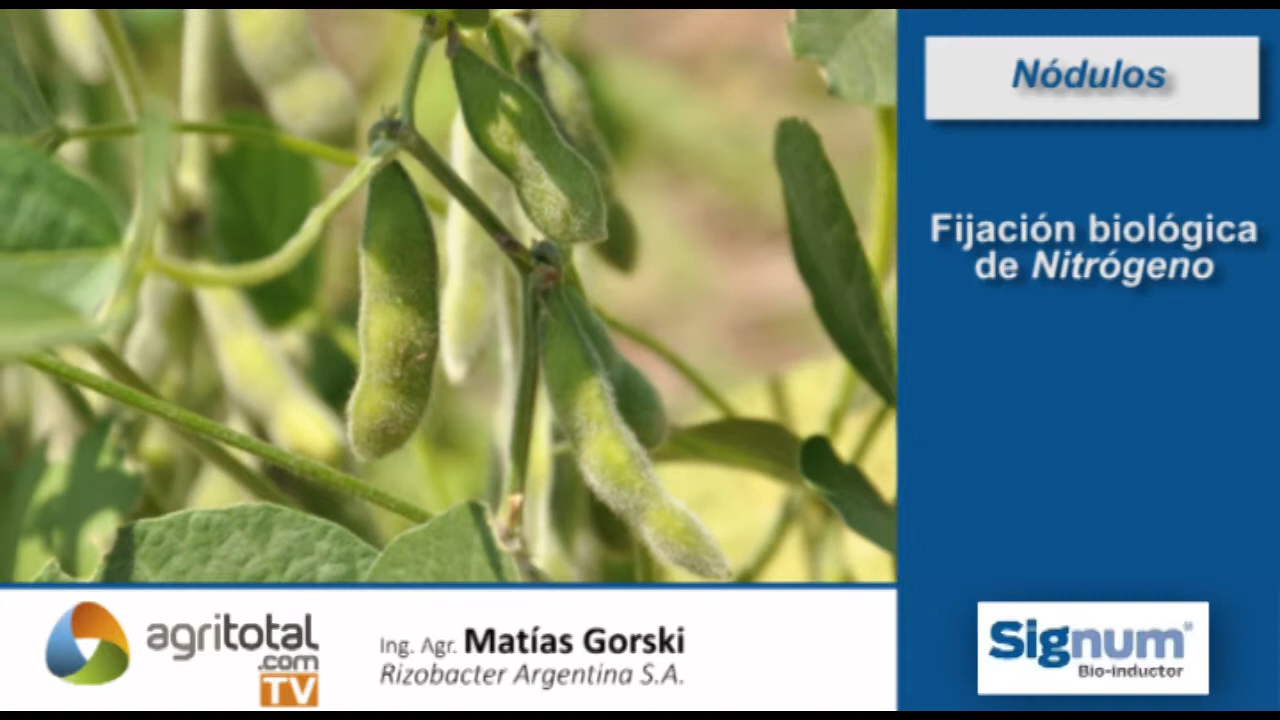 Nódulos
Fijación biológica
de Nitrógeno
agritotal
.com
TV
Ing. Agr. Matías Gorski
Rizobacter Argentina S.A.
Signum®
Bio-inductor